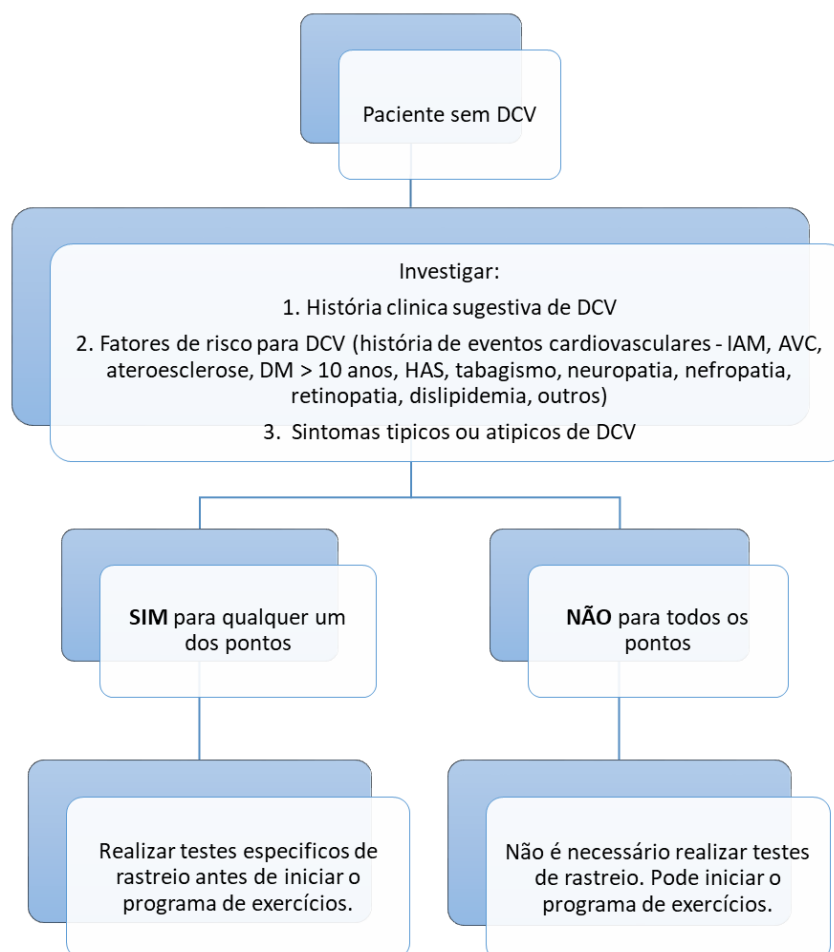 Paciente sem DCV
Investigar:
1. História clinica sugestiva de DCV
2. Fatores de risco para DCV (história de eventos cardiovasculares - IAM, AVC,
ateroesclerose, DM > 10 anos, HAS, tabagismo, neuropatia, nefropatia,
retinopatia, dislipidemia, outros)
3. Sintomas tipicos ou atipicos de DCV
SIM para qualquer um
dos pontos
NÃO para todos os
pontos
Realizar testes especificos de
rastreio antes de iniciar o
programa de exercícios.
Não é necessário realizar testes
de rastreio. Pode iniciar o
programa de exercícios.